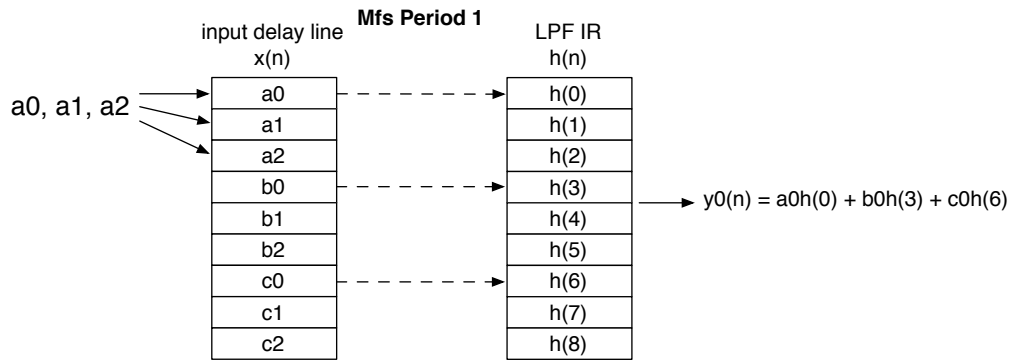 Mfs Period 1
input delay line
x(n)
LPF IR
h(n)
a0, a1, a2
a0
a1
a2
b0
b1
b2
c0
c1
c2
h(0)
h(1)
h(2)
h(3)
h(4)
h(5)
h(6)
h(7)
h(8)
y0(n) = a0h(0) + b0h(3) + c0h(6)